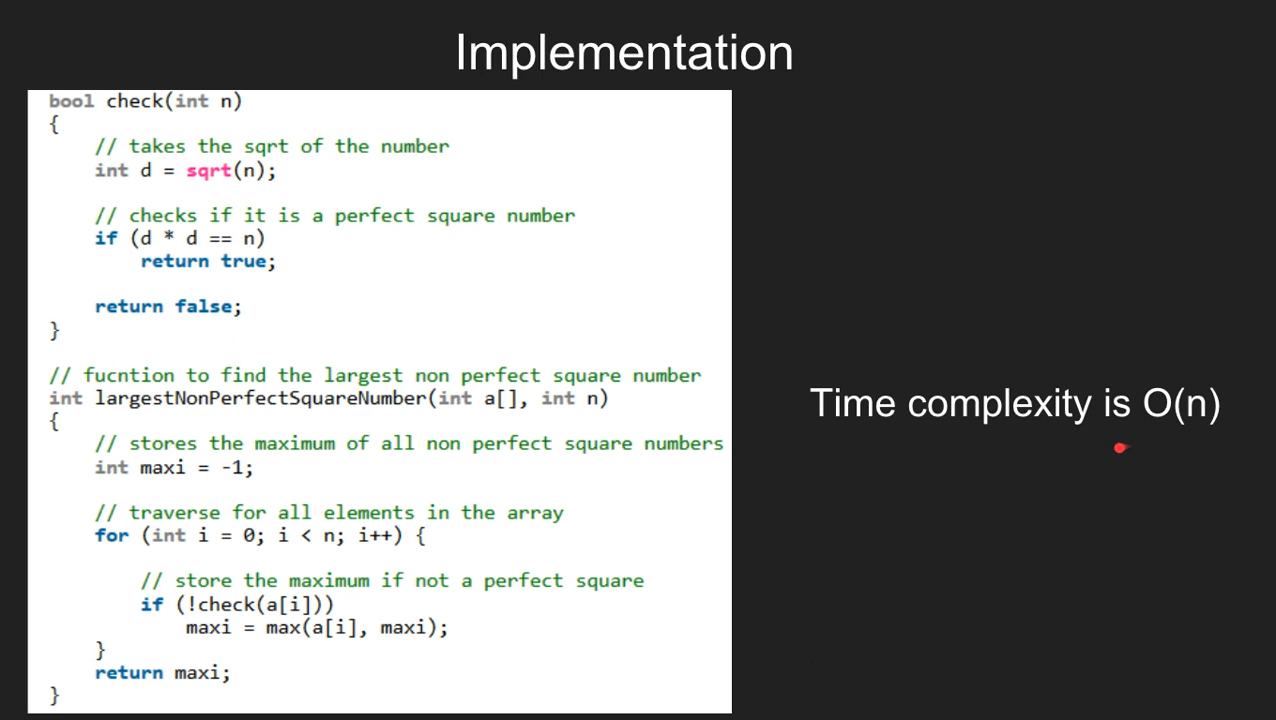 Implementation
bool check(int n)
{
// takes the sqrt of the number
int d = sqrt(n);
// checks if it is a perfect square number
if (d * d == n)
return true;
return false;
}
// fucntion to find the largest non perfect square number
int largestNonPerfectSquareNumber(int a[], int n)
{
// stores the maximum of all non perfect square numbers
int maxi = -1;
// traverse for all elements in the array
for (int i = 0; i < n; i++) {
// store the maximum if not a perfect square
if (!check(a[i]))
maxi = max(a[i], maxi);
}
return maxi;
}
Time complexity is O(n)